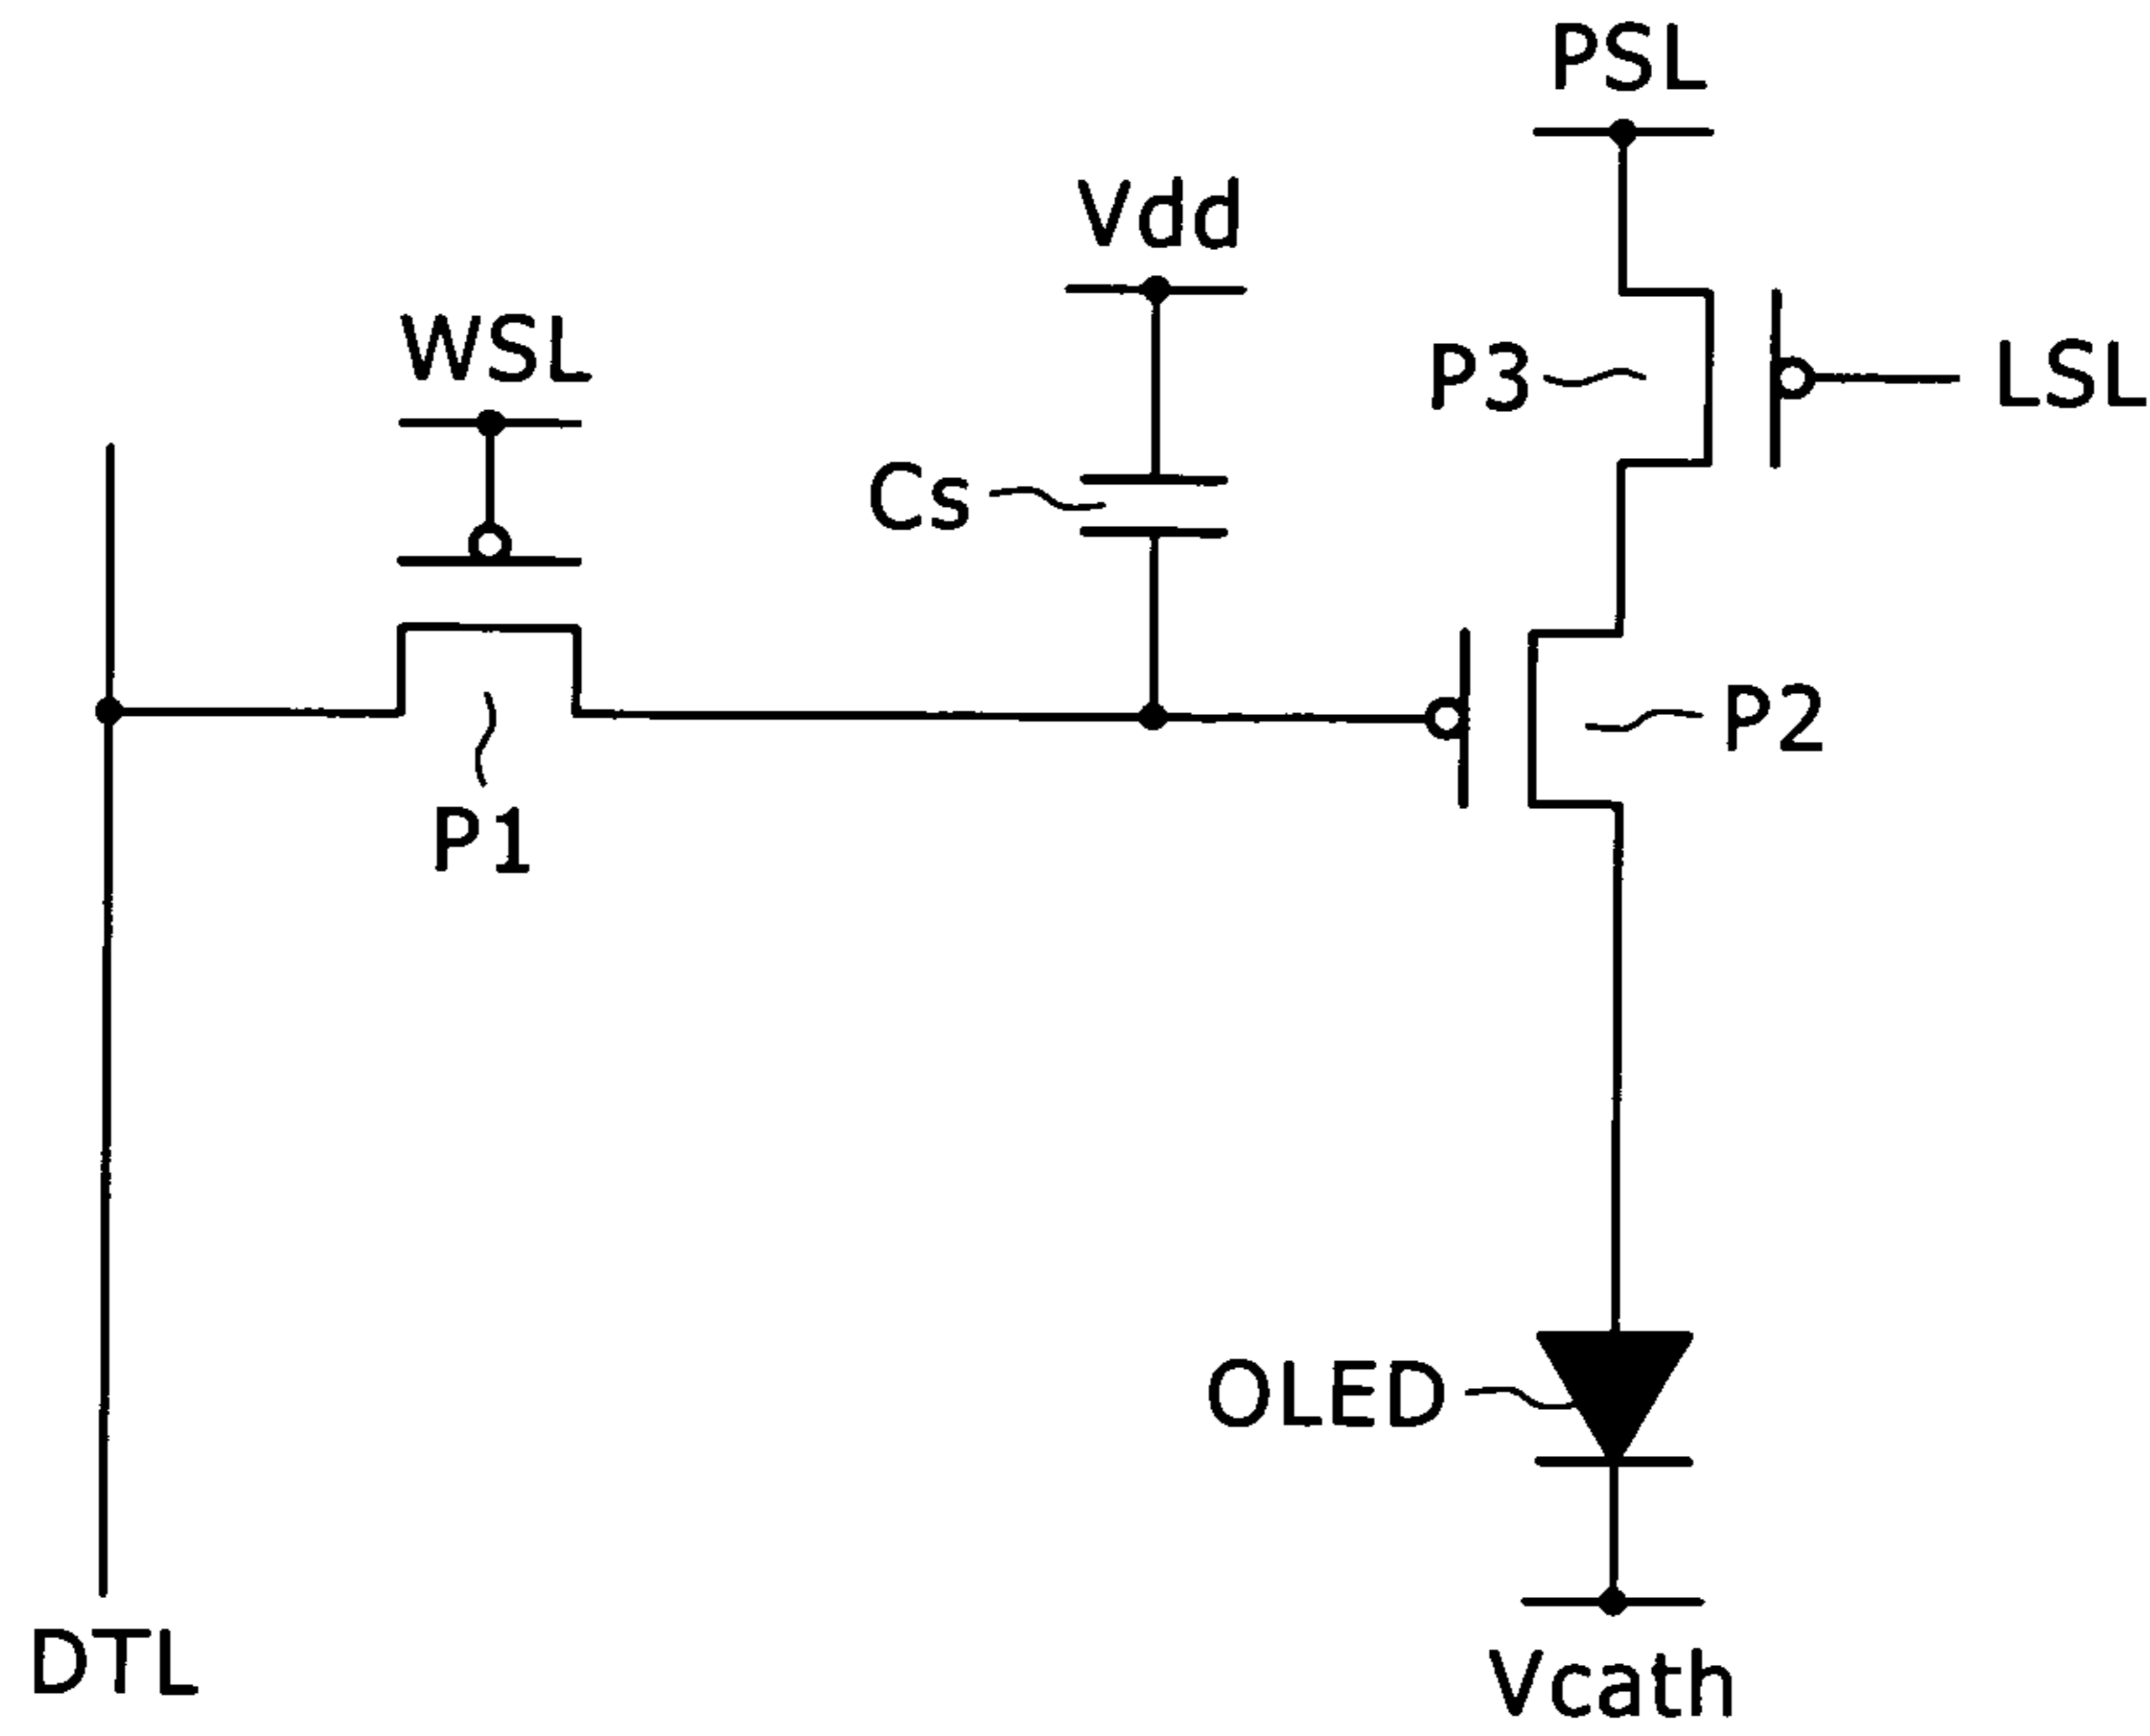 PSL
Vdd
WSL
P3
LSL
Cs
P2
P1
OLED
DTL
Vcath